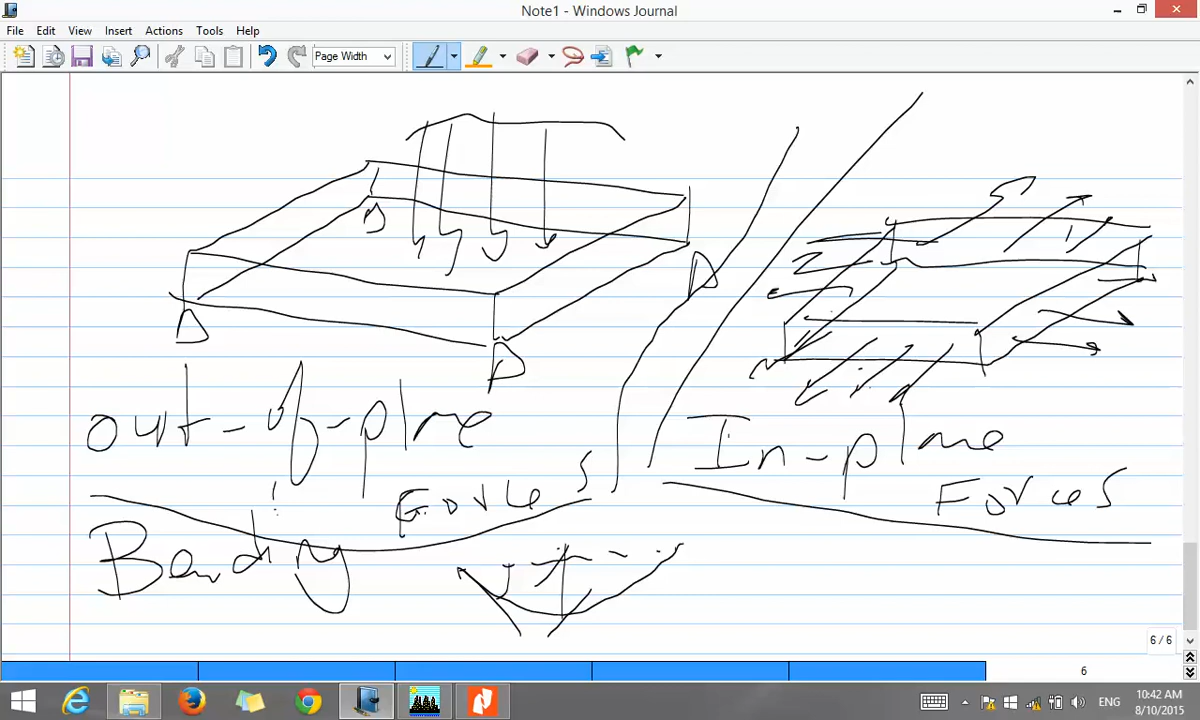 Note1 - Windows Journal
File Edit View Insert Actions Tools Help
Page Width
out-of-plane
Forces
In-plane
Forces
Bending
6 / 6
6
ENG
10:42 AM
8/10/2015